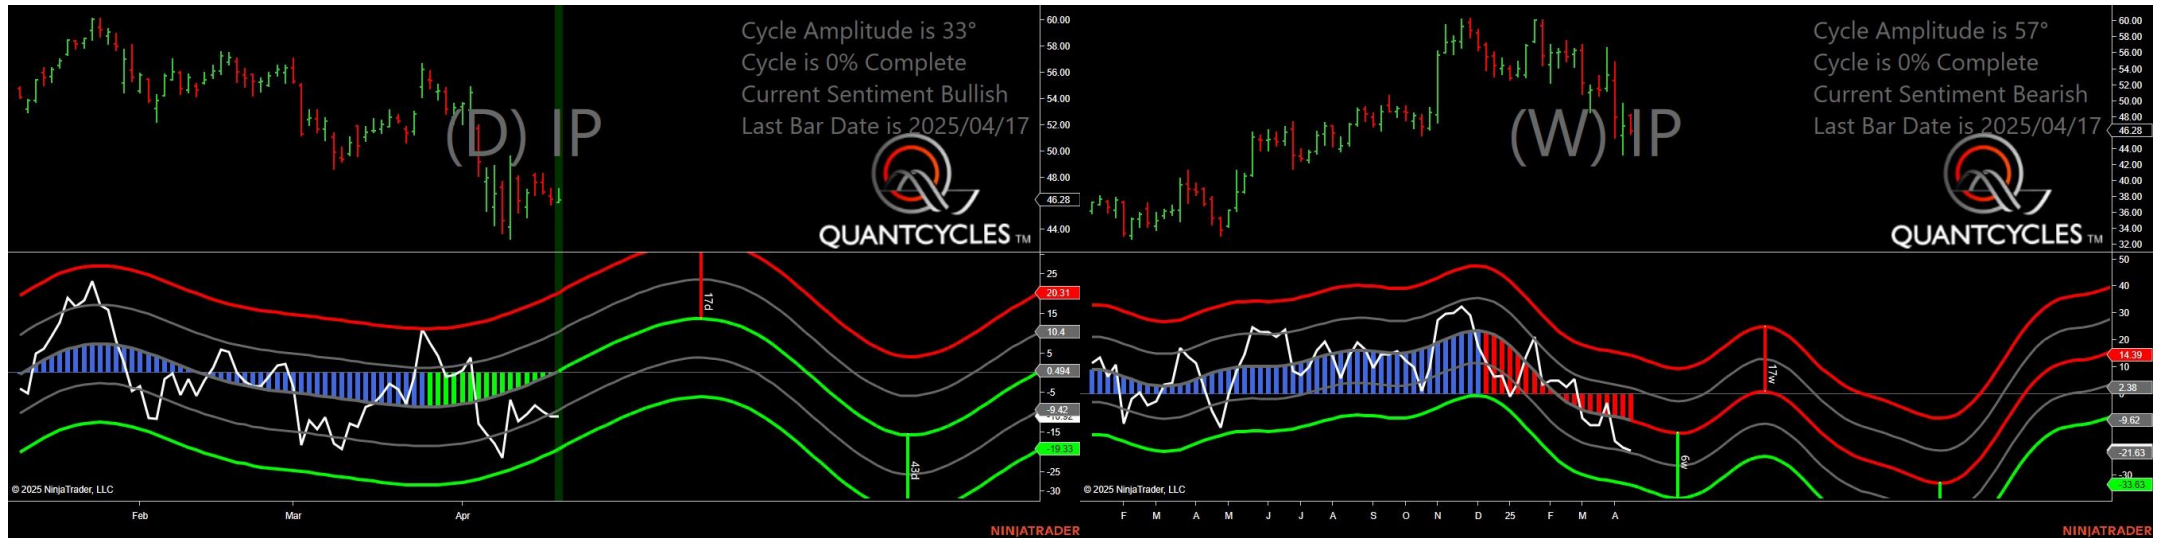 Cycle Amplitude is 33°
Cycle is 0% Complete
Current Sentiment Bullish
Last Bar Date is 2025/04/17
(D) IP
QUANTCYCLES TM
60.00
58.00
56.00
54.00
52.00
50.00
48.00
46.28
44.00
25
20.31
15
10.4
5
0.494
-5
-9.42
-15
-19.33
-25
-30
17d
43d
© 2025 NinjaTrader, LLC
Feb Mar Apr
NINJATRADER
Cycle Amplitude is 57°
Cycle is 0% Complete
Current Sentiment Bearish
Last Bar Date is 2025/04/17
(W) IP
QUANTCYCLES TM
60.00
58.00
56.00
54.00
52.00
50.00
48.00
46.28
44.00
42.00
40.00
38.00
36.00
34.00
32.00
50
40
30
20
14.39
2.38
0
-9.62
-21.63
-30
-33.63
17w
6w
© 2025 NinjaTrader, LLC
F M A M J J A S O N D 25 F M A
NINJATRADER